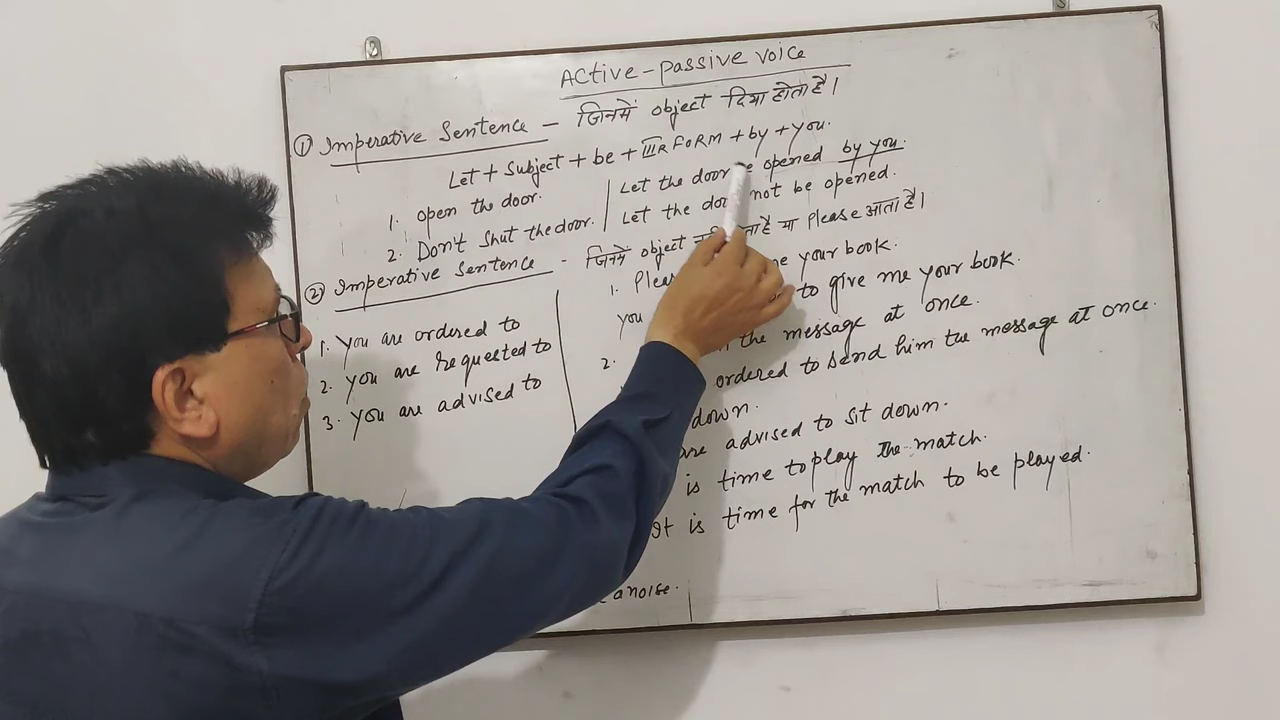 Active-Passive Voice
① Imperative Sentence - जिनमें object दिया होता है।
Let + Subject + be + IIIR FORM + by + you.
1. open the door. | Let the door opened by you.
2. Don't shut the door. | Let the not be opened.
② Imperative Sentence - जिनमें object है या Please आता है।
1. your book.
you to give me your book.
1. You are ordered to
2. You are requested to
3. You are advised to
2. the message at once.
ordered to send him the message at once.
down.
are advised to sit down.
is time to play the match.
It is time for the match to be played.
a noise.